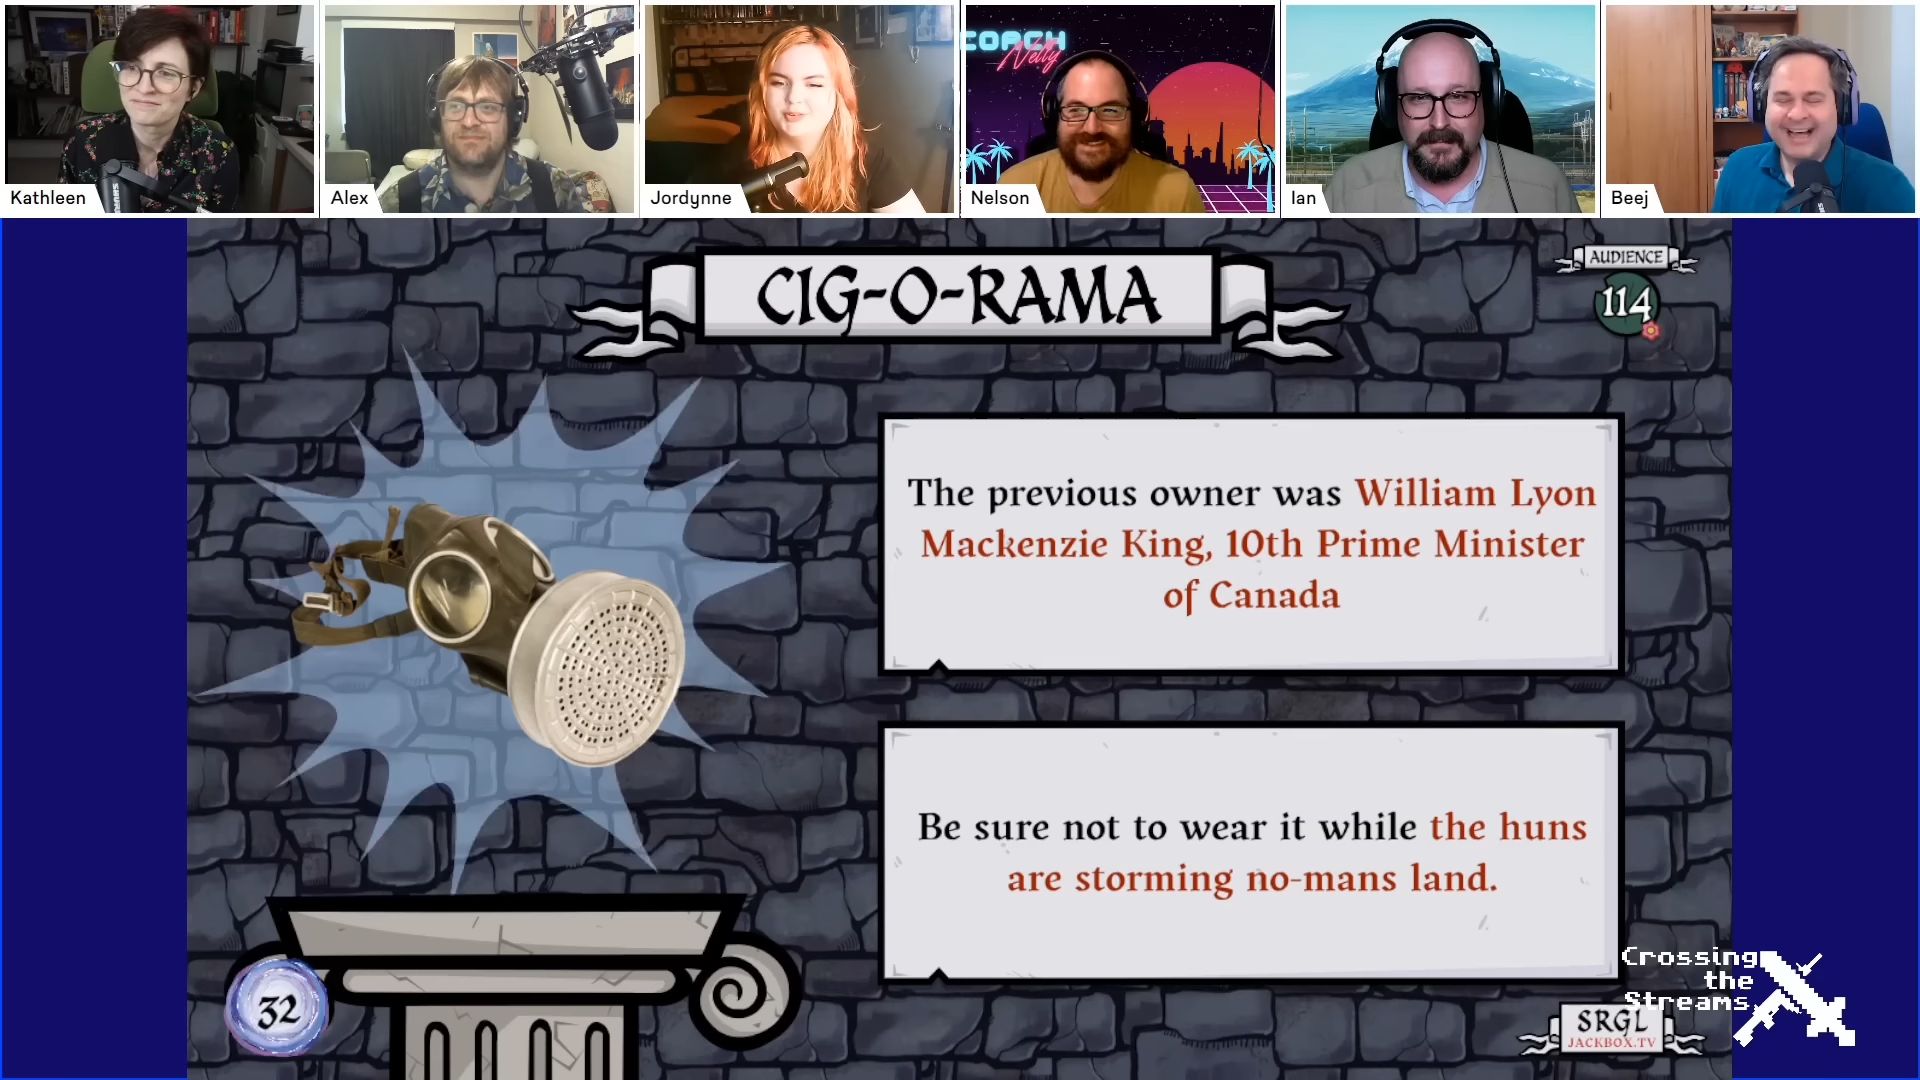 COACH
Nelly
Kathleen
Alex
Jordynne
Nelson
Ian
Beej
CIG-O-RAMA
AUDIENCE
114
The previous owner was William Lyon
Mackenzie King, 10th Prime Minister
of Canada
Be sure not to wear it while the huns
are storming no-mans land.
32
Crossing
the
Streams
SRGL
JACKBOX.TV